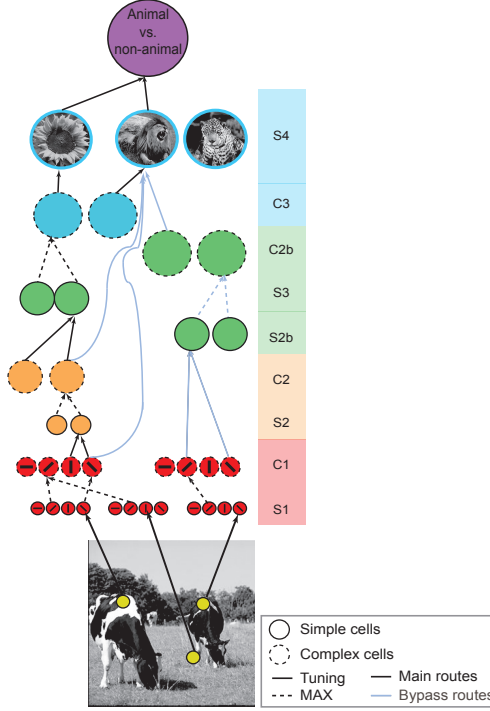 Animal
vs.
non-animal
S4
C3
C2b
S3
S2b
C2
S2
C1
S1
Simple cells
Complex cells
Tuning
Main routes
MAX
Bypass routes